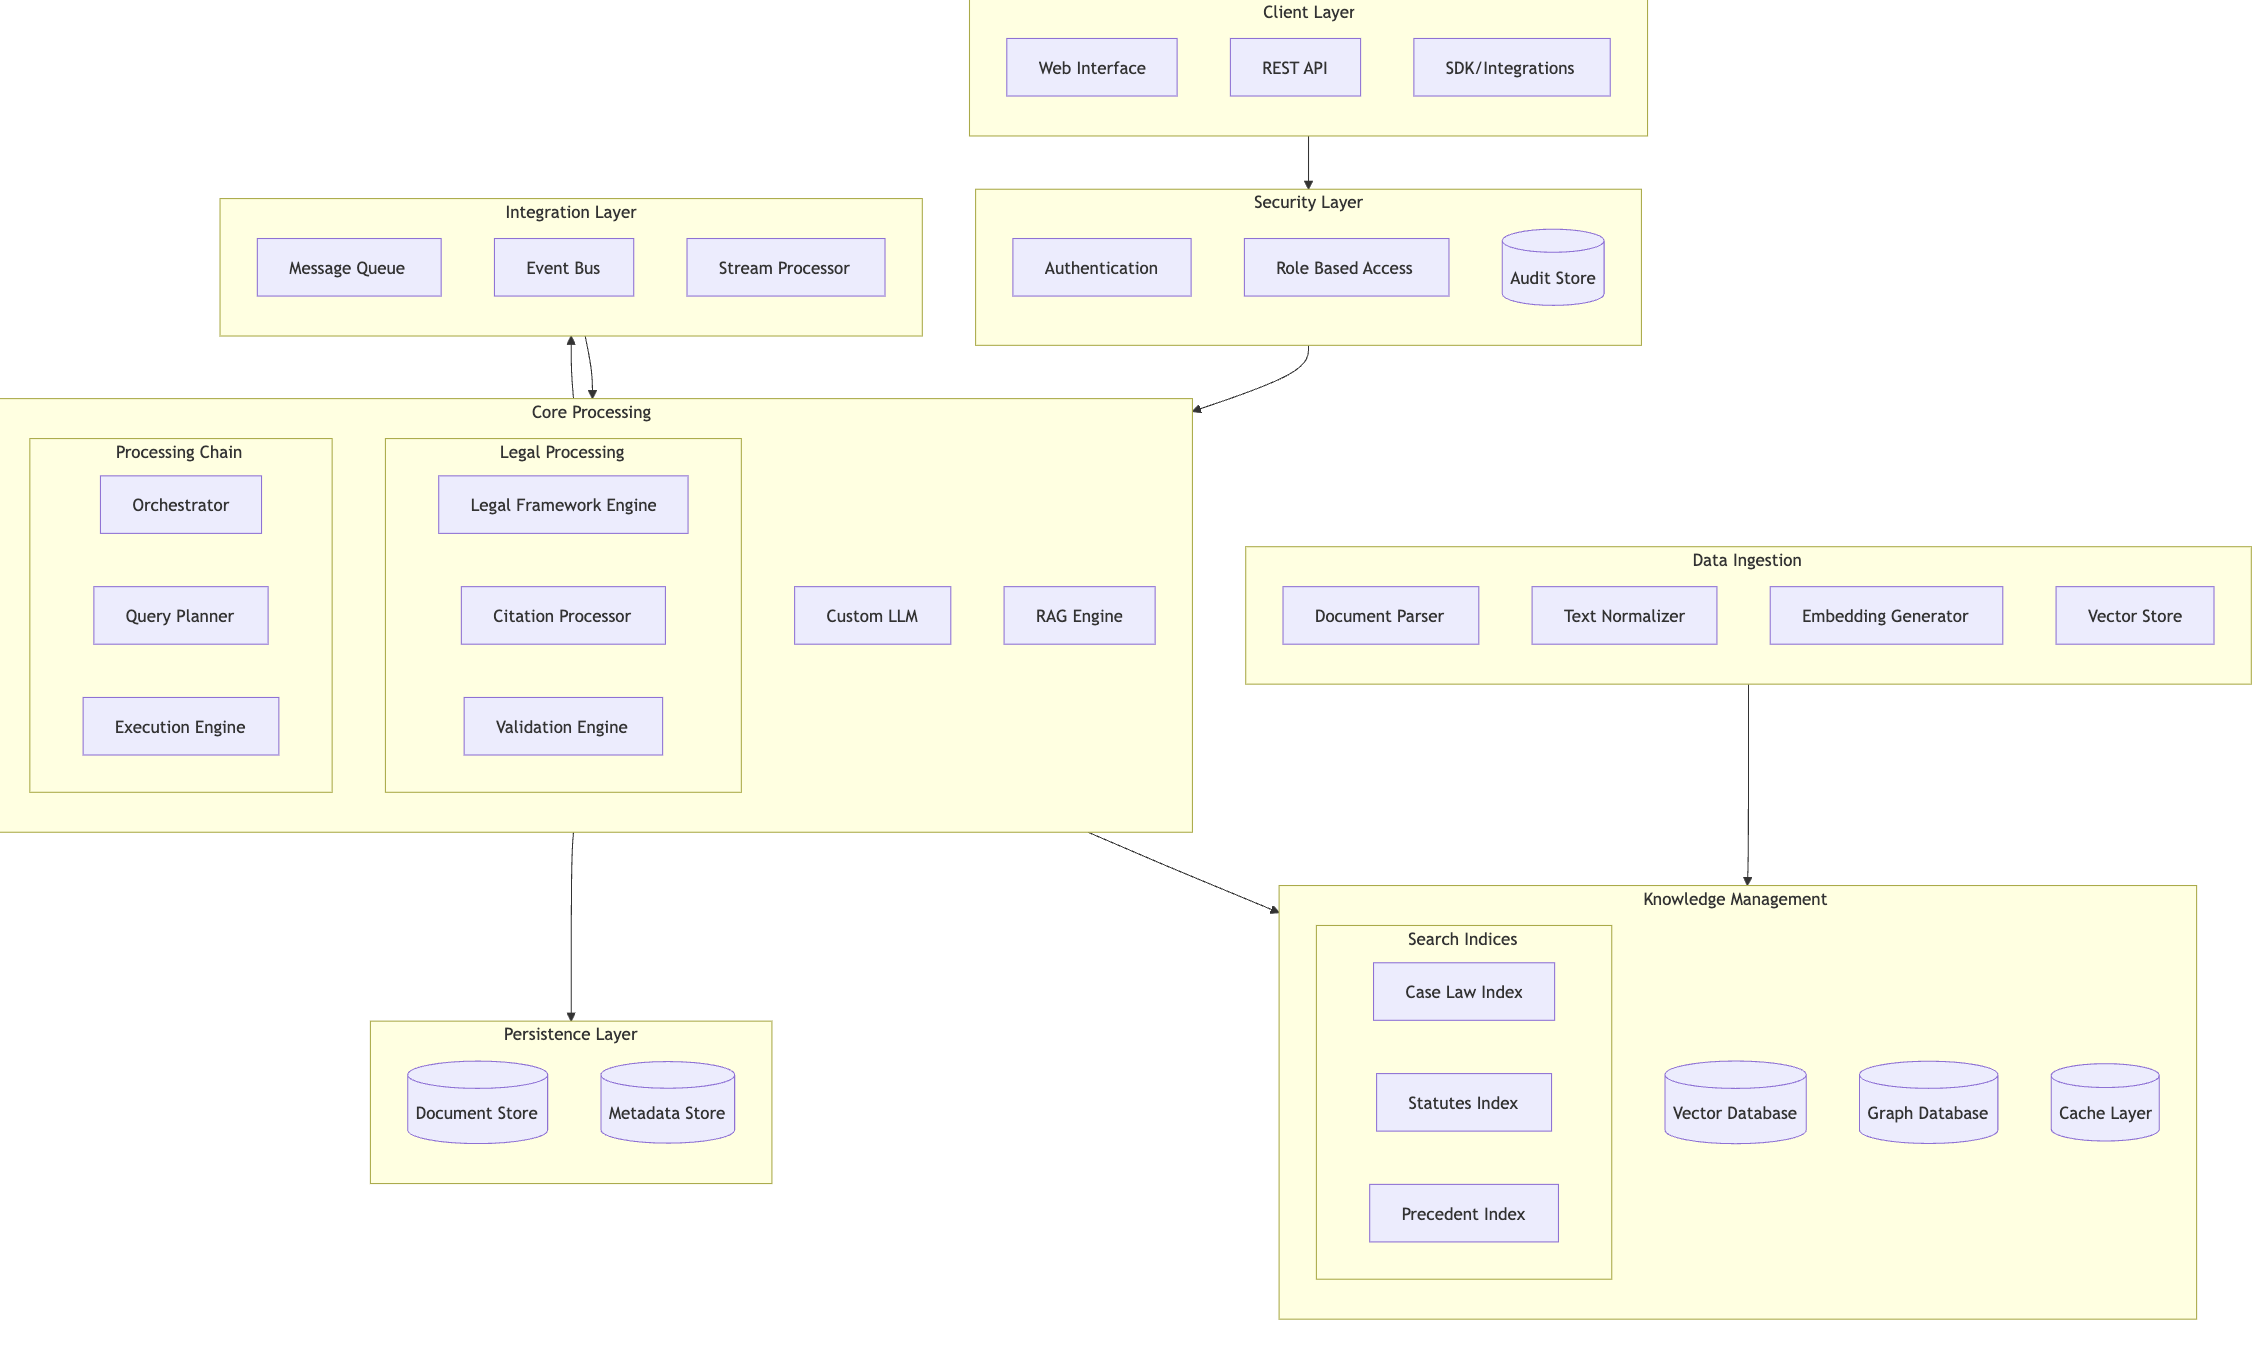 Client Layer
Web Interface
REST API
SDK/Integrations
Integration Layer
Message Queue
Event Bus
Stream Processor
Security Layer
Authentication
Role Based Access
Audit Store
Core Processing
Processing Chain
Orchestrator
Query Planner
Execution Engine
Legal Processing
Legal Framework Engine
Citation Processor
Validation Engine
Custom LLM
RAG Engine
Data Ingestion
Document Parser
Text Normalizer
Embedding Generator
Vector Store
Persistence Layer
Document Store
Metadata Store
Knowledge Management
Search Indices
Case Law Index
Statutes Index
Precedent Index
Vector Database
Graph Database
Cache Layer